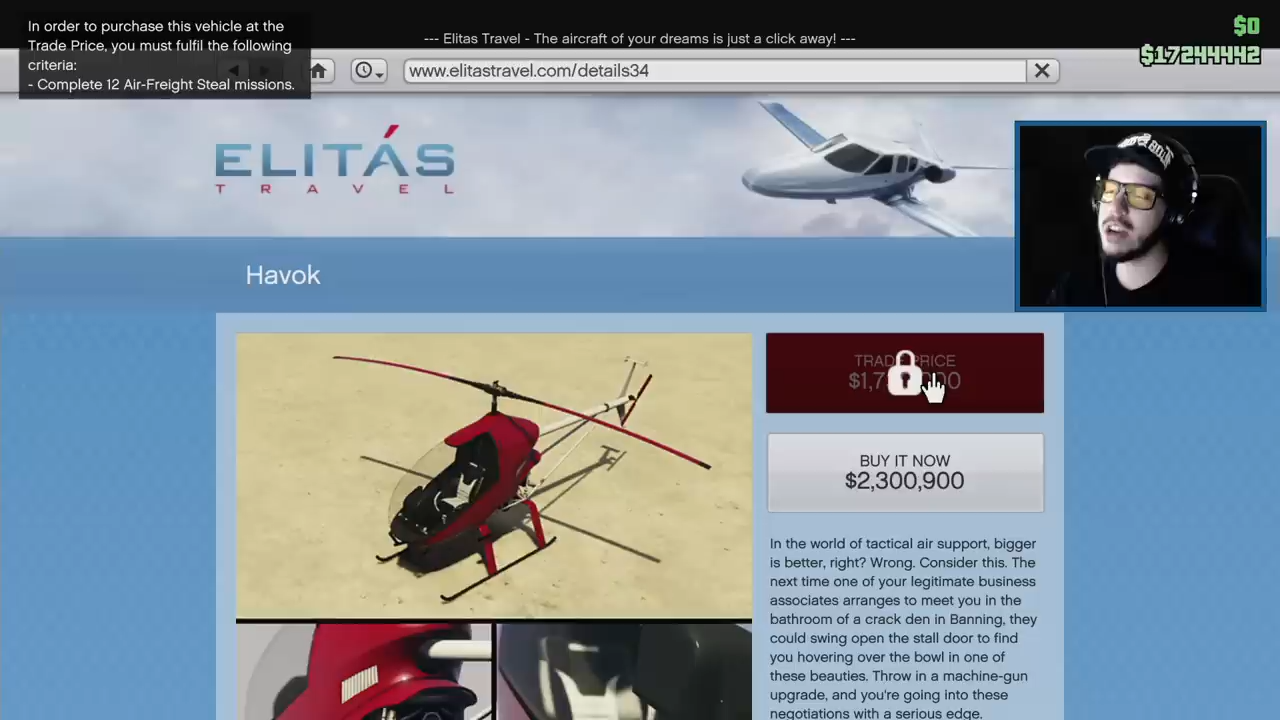 In order to purchase this vehicle at the
Trade Price, you must fulfil the following
criteria:
- Complete 12 Air-Freight Steal missions.
--- Elitas Travel - The aircraft of your dreams is just a click away! ---
$0
$17244442
www.elitastravel.com/details34
ELITÁS
TRAVEL
Havok
TRADE PRICE
BUY IT NOW
$2,300,900
In the world of tactical air support, bigger
is better, right? Wrong. Consider this. The
next time one of your legitimate business
associates arranges to meet you in the
bathroom of a crack den in Banning, they
could swing open the stall door to find
you hovering over the bowl in one of
these beauties. Throw in a machine-gun
upgrade, and you're going into these
negotiations with a serious edge.